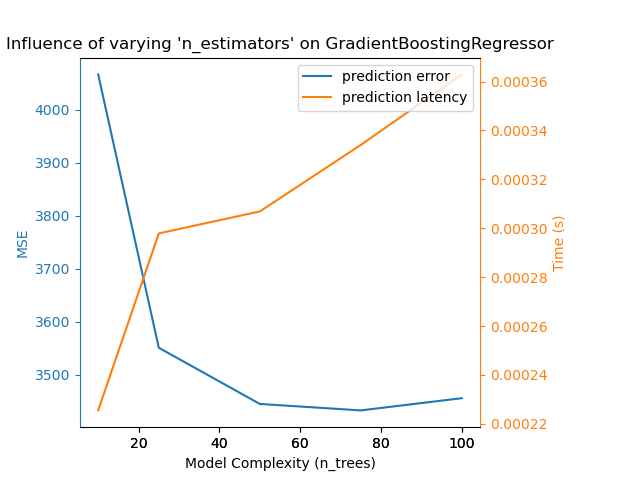 Influence of varying 'n_estimators' on GradientBoostingRegressor
prediction error
prediction latency
4000
3900
3800
3700
3600
3500
MSE
0.00036
0.00034
0.00032
0.00030
0.00028
0.00026
0.00024
0.00022
Time (s)
20 40 60 80 100
Model Complexity (n_trees)